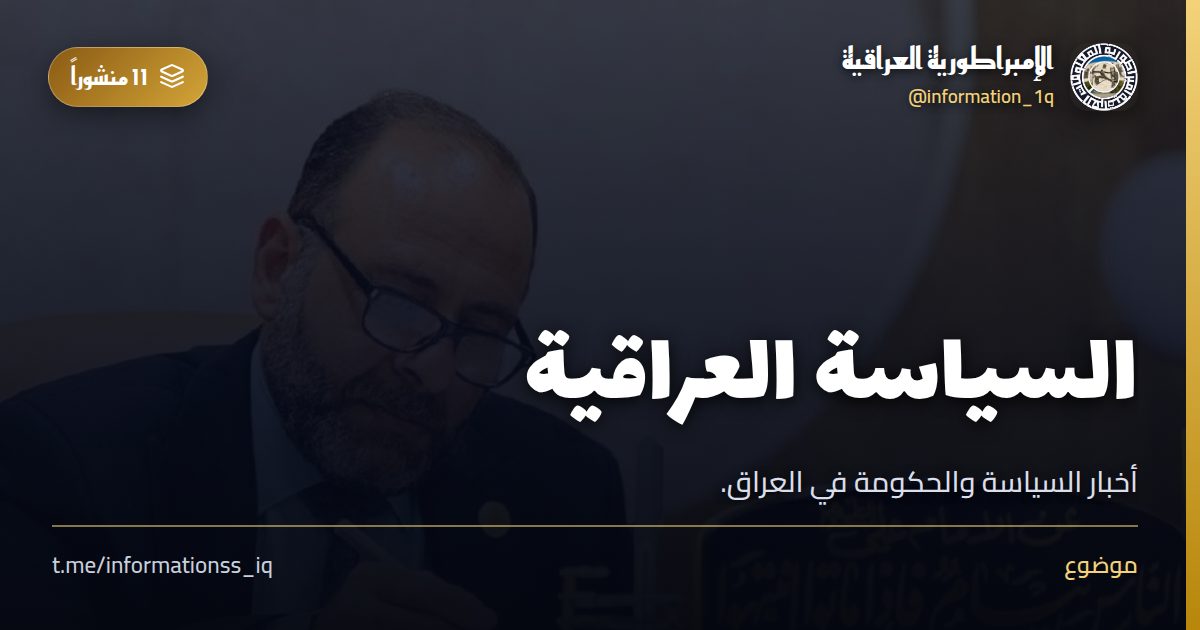 الإمبراطورية العراقية
@information_1q
11 منشوراً
السياسة العراقية
أخبار السياسة والحكومة في العراق.
موضوع
t.me/informationss_iq